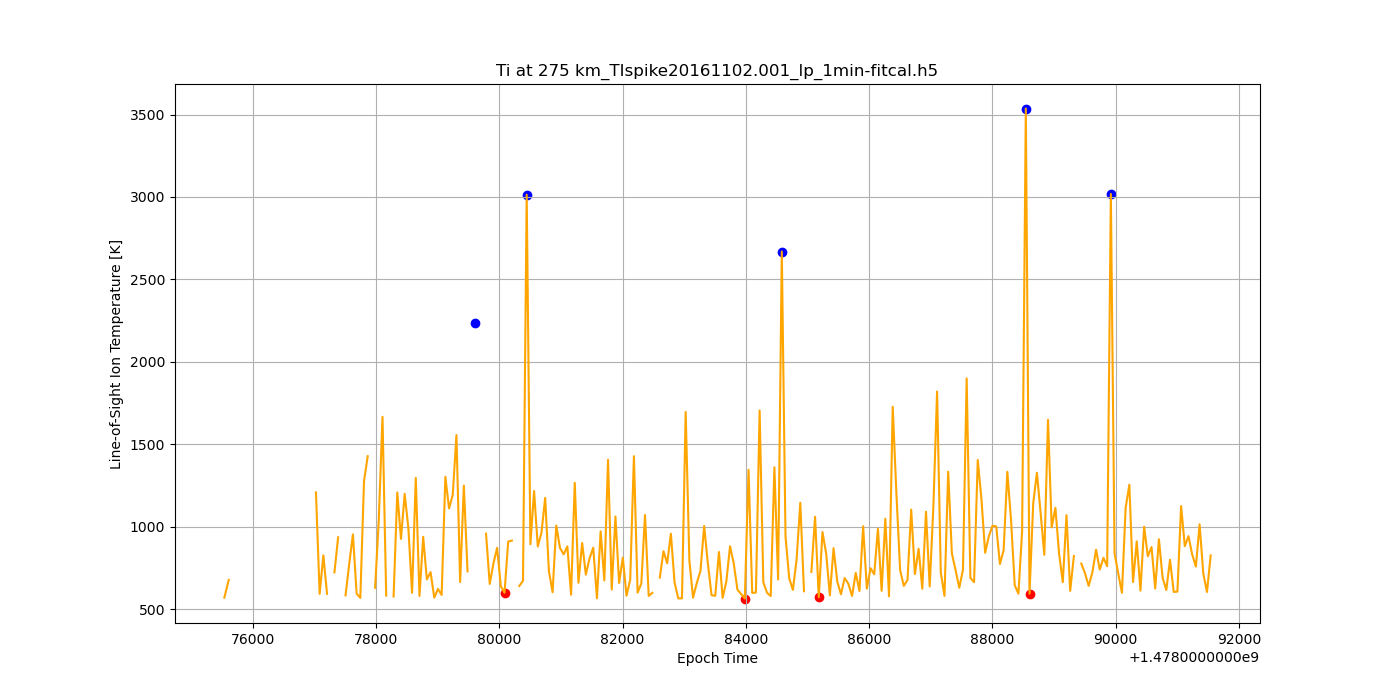 Ti at 275 km_TIspike20161102.001_lp_1min-fitcal.h5
Line-of-Sight Ion Temperature [K]
3500
3000
2500
2000
1500
1000
500
76000 78000 80000 82000 84000 86000 88000 90000 92000
Epoch Time
+1.4780000000e9